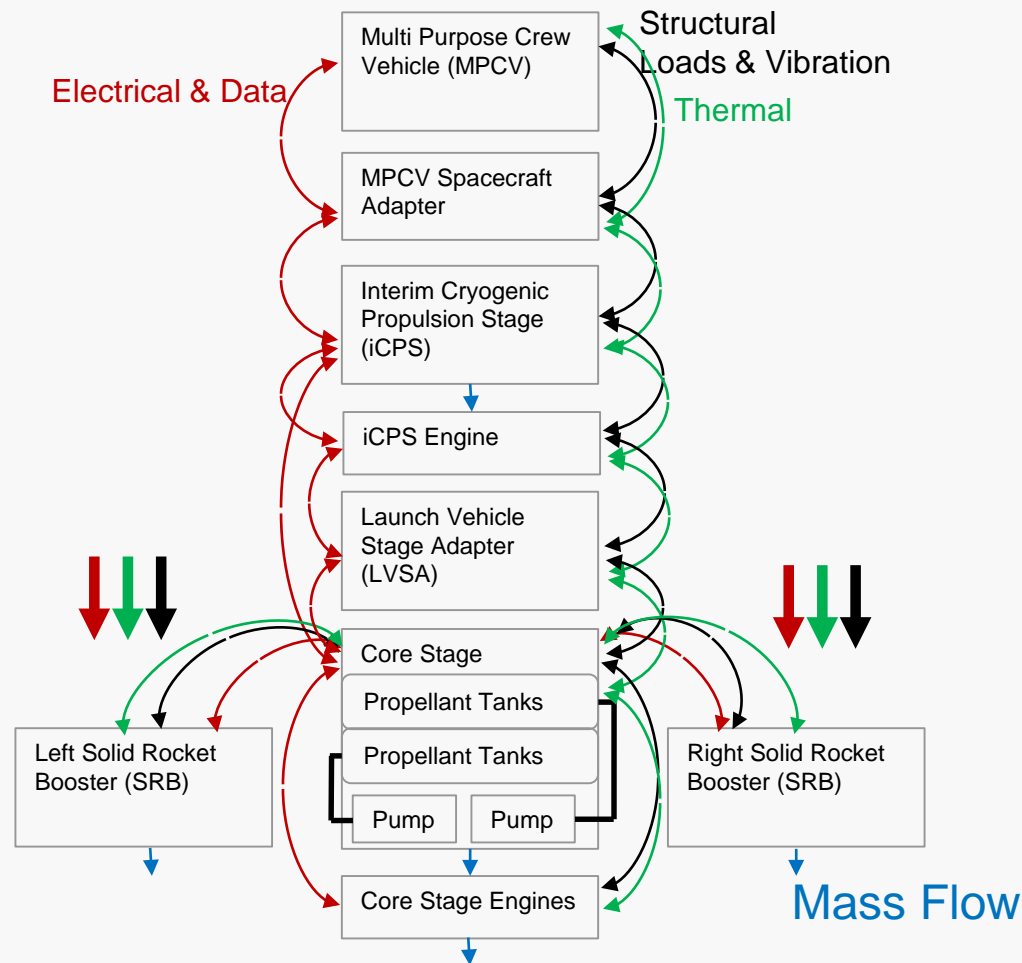 Multi Purpose Crew
Vehicle (MPCV)
Structural
Loads & Vibration
Electrical & Data
Thermal
MPCV Spacecraft
Adapter
Interim Cryogenic
Propulsion Stage
(iCPS)
iCPS Engine
Launch Vehicle
Stage Adapter
(LVSA)
Core Stage
Propellant Tanks
Propellant Tanks
Pump
Pump
Left Solid Rocket
Booster (SRB)
Right Solid Rocket
Booster (SRB)
Core Stage Engines
Mass Flow